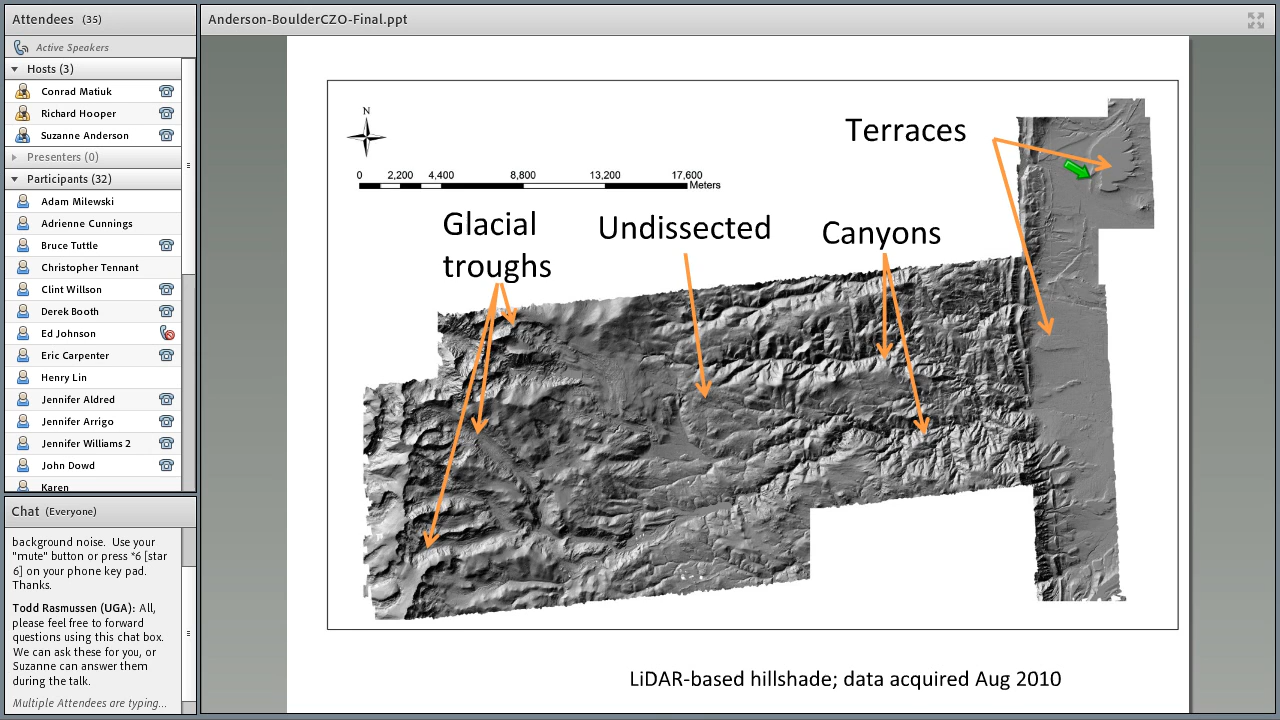 Attendees (35)
Active Speakers
Hosts (3)
Conrad Matiuk
Richard Hooper
Suzanne Anderson
Presenters (0)
Participants (32)
Adam Milewski
Adrienne Cunnings
Bruce Tuttle
Christopher Tennant
Clint Willson
Derek Booth
Ed Johnson
Eric Carpenter
Henry Lin
Jennifer Aldred
Jennifer Arrigo
Jennifer Williams 2
John Dowd
Karen
Chat (Everyone)
background noise. Use your
"mute" button or press *6 [star
6] on your phone key pad.
Thanks.
Todd Rasmussen (UGA): All,
please feel free to forward
questions using this chat box.
We can ask these for you, or
Suzanne can answer them
during the talk.
Multiple Attendees are typing...
Anderson-BoulderCZO-Final.ppt
N
0 2,200 4,400 8,800 13,200 17,600
Meters
Terraces
Glacial
troughs
Undissected
Canyons
LiDAR-based hillshade; data acquired Aug 2010